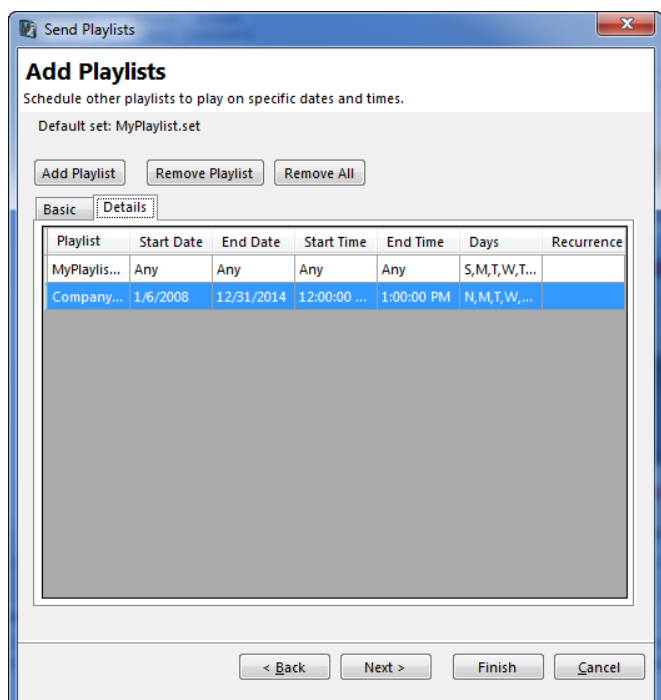 Send Playlists
Add Playlists
Schedule other playlists to play on specific dates and times.
Default set: MyPlaylist.set
Add Playlist Remove Playlist Remove All
Basic Details
Playlist Start Date End Date Start Time End Time Days Recurrence
MyPlaylis... Any Any Any Any S,M,T,W,T...
Company... 1/6/2008 12/31/2014 12:00:00 ... 1:00:00 PM N,M,T,W,...
< Back Next > Finish Cancel